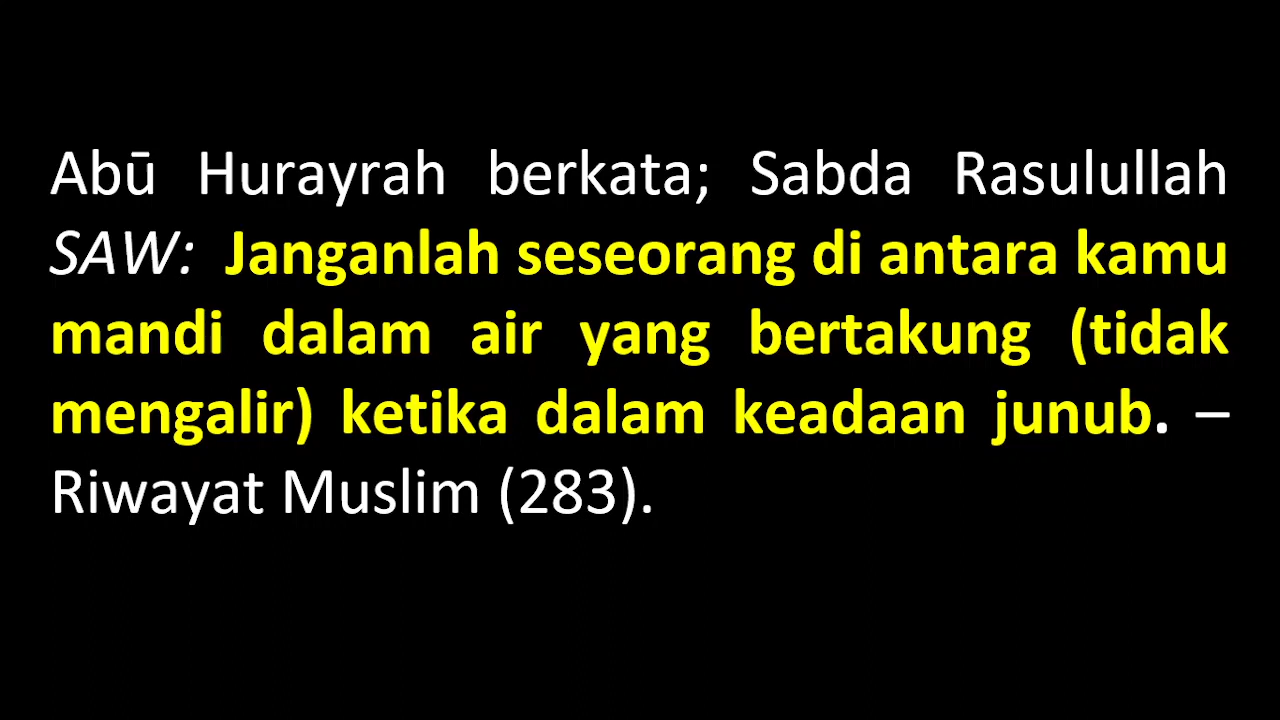 Abū Hurayrah berkata; Sabda Rasulullah
SAW: Janganlah seseorang di antara kamu
mandi dalam air yang bertakung (tidak
mengalir) ketika dalam keadaan junub. –
Riwayat Muslim (283).